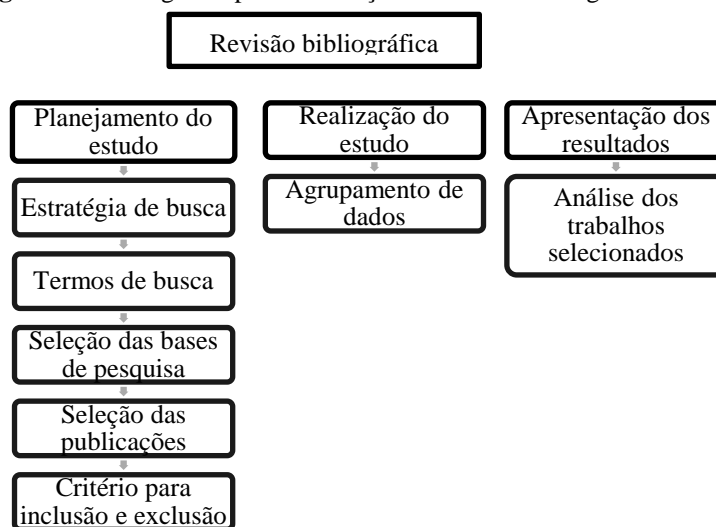 Revisão bibliográfica
Planejamento do
estudo
Estratégia de busca
Termos de busca
Seleção das bases
de pesquisa
Seleção das
publicações
Critério para
inclusão e exclusão
Realização do
estudo
Agrupamento de
dados
Apresentação dos
resultados
Análise dos
trabalhos
selecionados